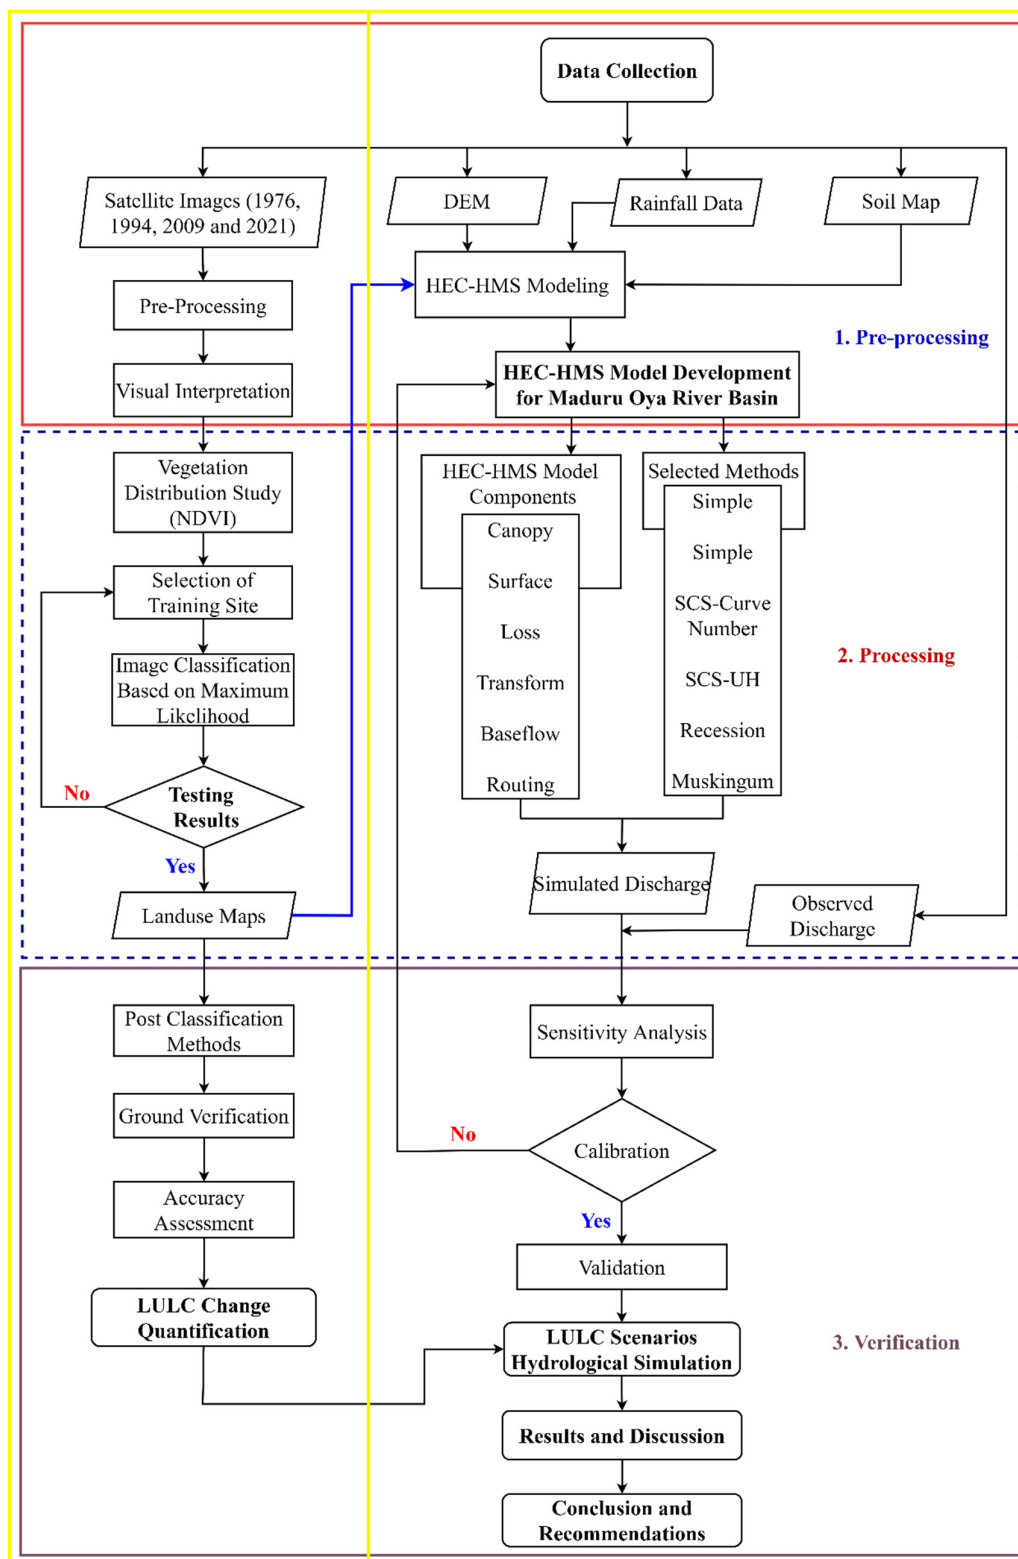 Data Collection
Satellite Images (1976,
1994, 2009 and 2021)
DEM
Rainfall Data
Soil Map
Pre-Processing
HEC-HMS Modeling
1. Pre-processing
Visual Interpretation
HEC-HMS Model Development
for Maduru Oya River Basin
Vegetation
Distribution Study
(NDVI)
Selection of
Training Site
Image Classification
Based on Maximum
Likelihood
No
Testing
Results
Yes
Landuse Maps
HEC-HMS Model
Components
Canopy
Surface
Loss
Transform
Baseflow
Routing
Selected Methods
Simple
Simple
SCS-Curve
Number
SCS-UH
Recession
Muskingum
2. Processing
Simulated Discharge
Observed
Discharge
Post Classification
Methods
Ground Verification
Accuracy
Assessment
LULC Change
Quantification
Sensitivity Analysis
No
Calibration
Yes
Validation
LULC Scenarios
Hydrological Simulation
3. Verification
Results and Discussion
Conclusion and
Recommendations